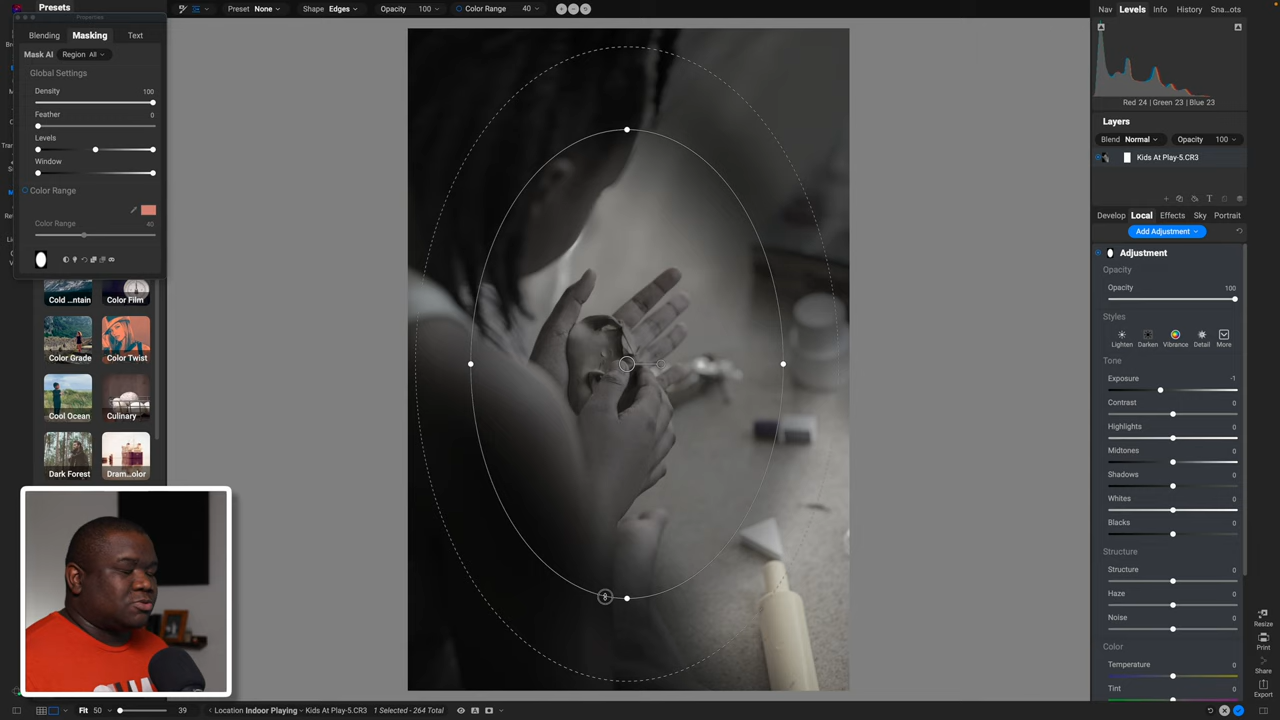 Presets
Properties
Blending Masking Text
Mask AI Region All
Global Settings
Density 100
Feather 0
Levels
Window
Color Range
Color Range 40
Cold ...ntain Color Film
Color Grade Color Twist
Cool Ocean Culinary
Dark Forest Dram...olor
Preset None Shape Edges Opacity 100 Color Range 40
Nav Levels Info History Sna...ots
Red 24 | Green 23 | Blue 23
Layers
Blend Normal Opacity 100
Kids At Play-5.CR3
Develop Local Effects Sky Portrait
Add Adjustment
Adjustment
Opacity
Opacity 100
Styles
Lighten Darken Vibrance Detail More
Tone
Exposure -1
Contrast 0
Highlights 0
Midtones 0
Shadows 0
Whites 0
Blacks 0
Structure
Structure 0
Haze 0
Noise 0
Color
Temperature 0
Tint 0
Resize
Print
Share
Export
Fit 50 39 Location Indoor Playing Kids At Play-5.CR3 1 Selected - 264 Total